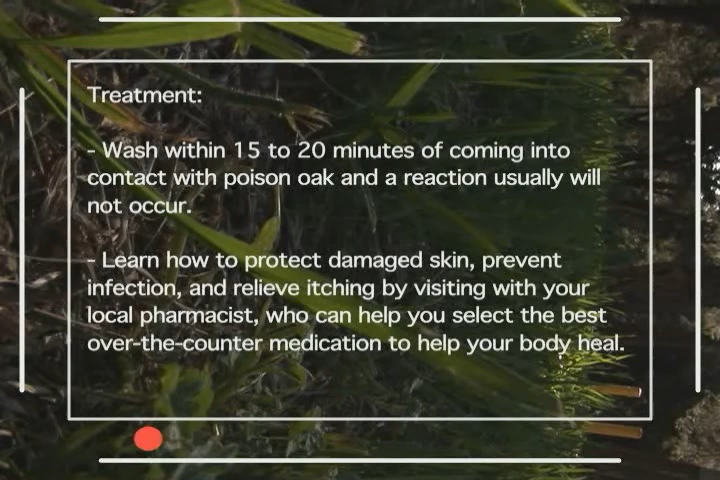 Treatment:
- Wash within 15 to 20 minutes of coming into
contact with poison oak and a reaction usually will
not occur.
- Learn how to protect damaged skin, prevent
infection, and relieve itching by visiting with your
local pharmacist, who can help you select the best
over-the-counter medication to help your body heal.